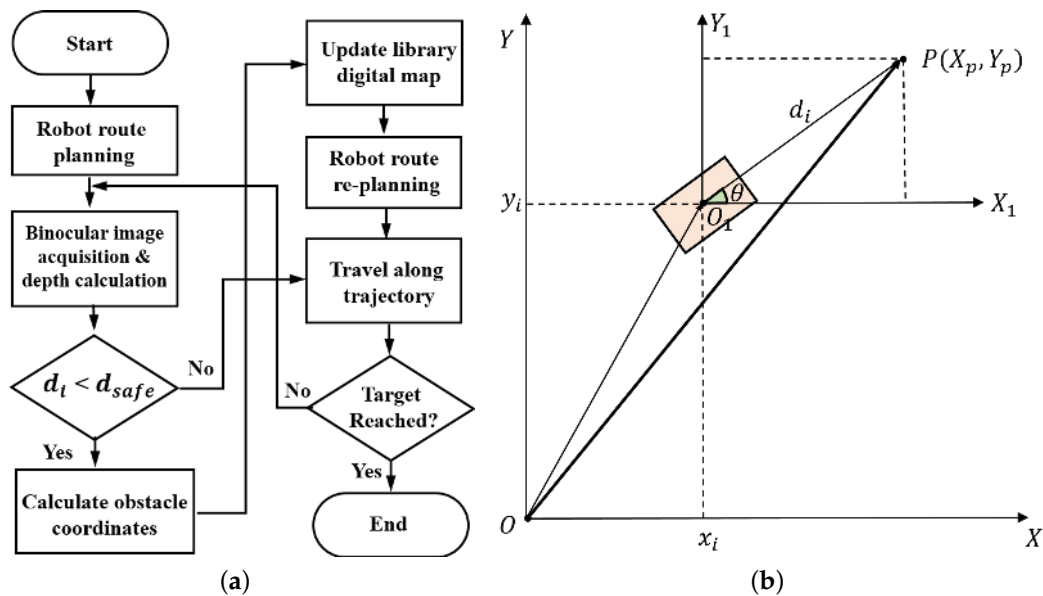 Start
Robot route
planning
Binocular image
acquisition &
depth calculation
d_i < d_safe
No
Yes
Calculate obstacle
coordinates
Update library
digital map
Robot route
re-planning
Travel along
trajectory
No
Target
Reached?
Yes
End
(a)
Y
Y_1
P(X_p, Y_p)
d_i
θ
y_i
O_1
X_1
O
x_i
X
(b)